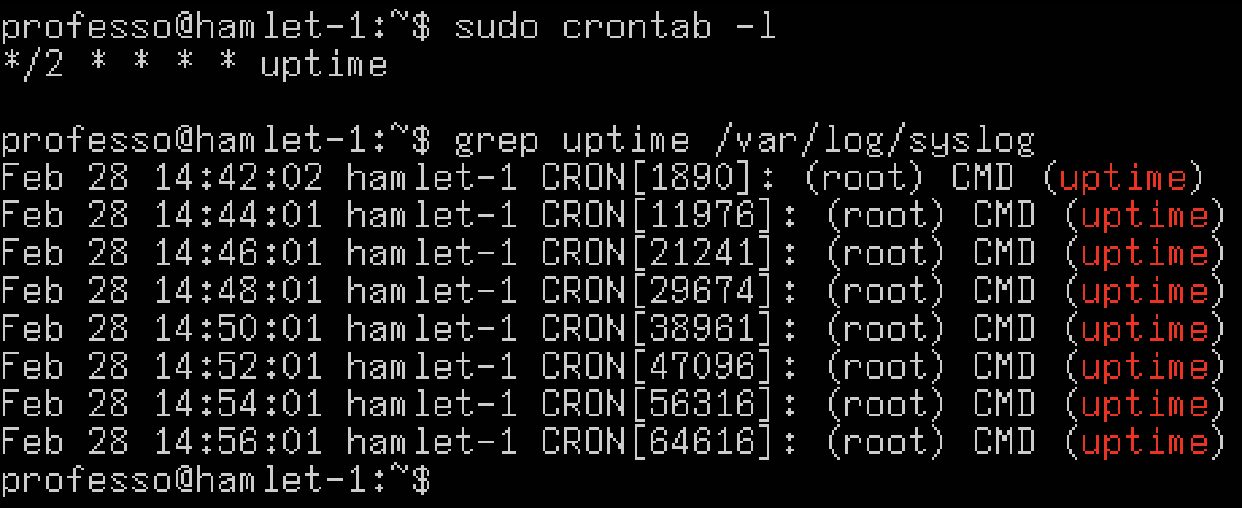 professo@hamlet-1:~$ sudo crontab -l
*/2 * * * * uptime
professo@hamlet-1:~$ grep uptime /var/log/syslog
Feb 28 14:42:02 hamlet-1 CRON[1890]: (root) CMD (uptime)
Feb 28 14:44:01 hamlet-1 CRON[11976]: (root) CMD (uptime)
Feb 28 14:46:01 hamlet-1 CRON[21241]: (root) CMD (uptime)
Feb 28 14:48:01 hamlet-1 CRON[29674]: (root) CMD (uptime)
Feb 28 14:50:01 hamlet-1 CRON[38961]: (root) CMD (uptime)
Feb 28 14:52:01 hamlet-1 CRON[47096]: (root) CMD (uptime)
Feb 28 14:54:01 hamlet-1 CRON[56316]: (root) CMD (uptime)
Feb 28 14:56:01 hamlet-1 CRON[64616]: (root) CMD (uptime)
professo@hamlet-1:~$